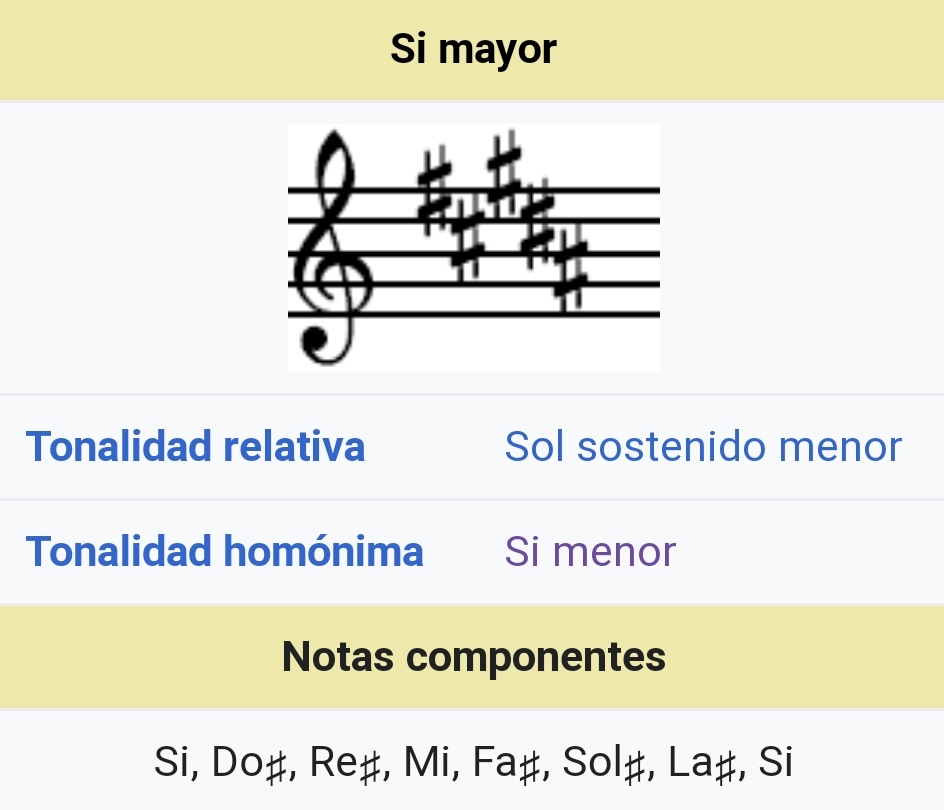 Si mayor
Tonalidad relativa Sol sostenido menor
Tonalidad homónima Si menor
Notas componentes
Si, Do♯, Re♯, Mi, Fa♯, Sol♯, La♯, Si